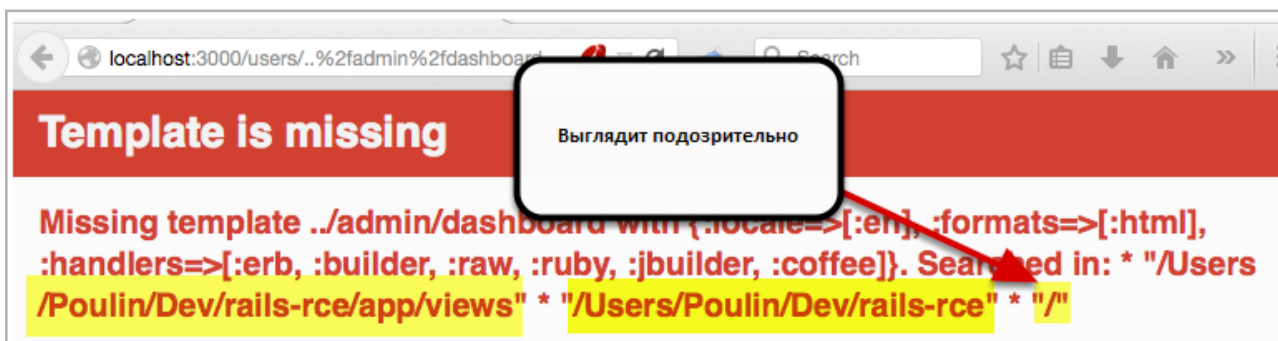 localhost:3000/users/..%2fadmin%2fdashboard
Search
Template is missing
Выглядит подозрительно
Missing template ../admin/dashboard with {:locale=>[:en], :formats=>[:html],
:handlers=>[:erb, :builder, :raw, :ruby, :jbuilder, :coffee]}. Searched in: * "/Users
/Poulin/Dev/rails-rce/app/views" * "/Users/Poulin/Dev/rails-rce" * "/"